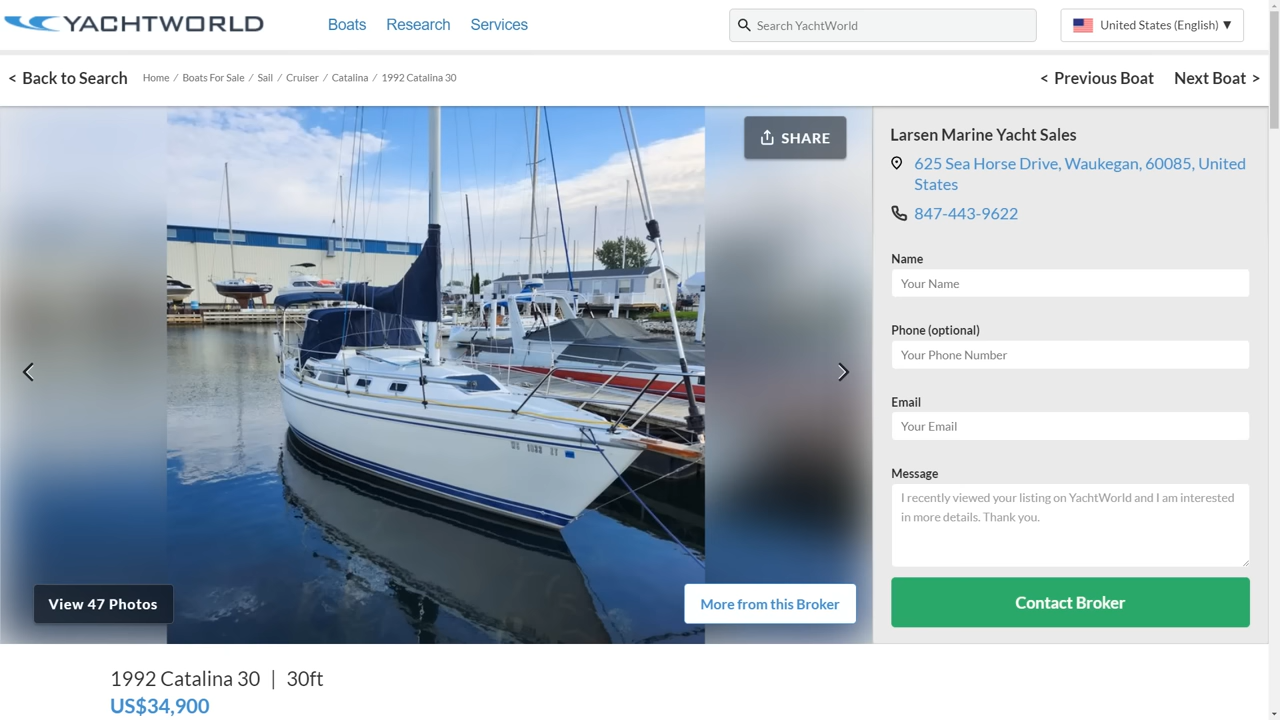 YACHTWORLD
Boats
Research
Services
Search YachtWorld
United States (English) ▼
< Back to Search
Home / Boats For Sale / Sail / Cruiser / Catalina / 1992 Catalina 30
< Previous Boat
Next Boat >
SHARE
View 47 Photos
More from this Broker
Larsen Marine Yacht Sales
625 Sea Horse Drive, Waukegan, 60085, United
States
847-443-9622
Name
Your Name
Phone (optional)
Your Phone Number
Email
Your Email
Message
I recently viewed your listing on YachtWorld and I am interested
in more details. Thank you.
Contact Broker
1992 Catalina 30 | 30ft
US$34,900